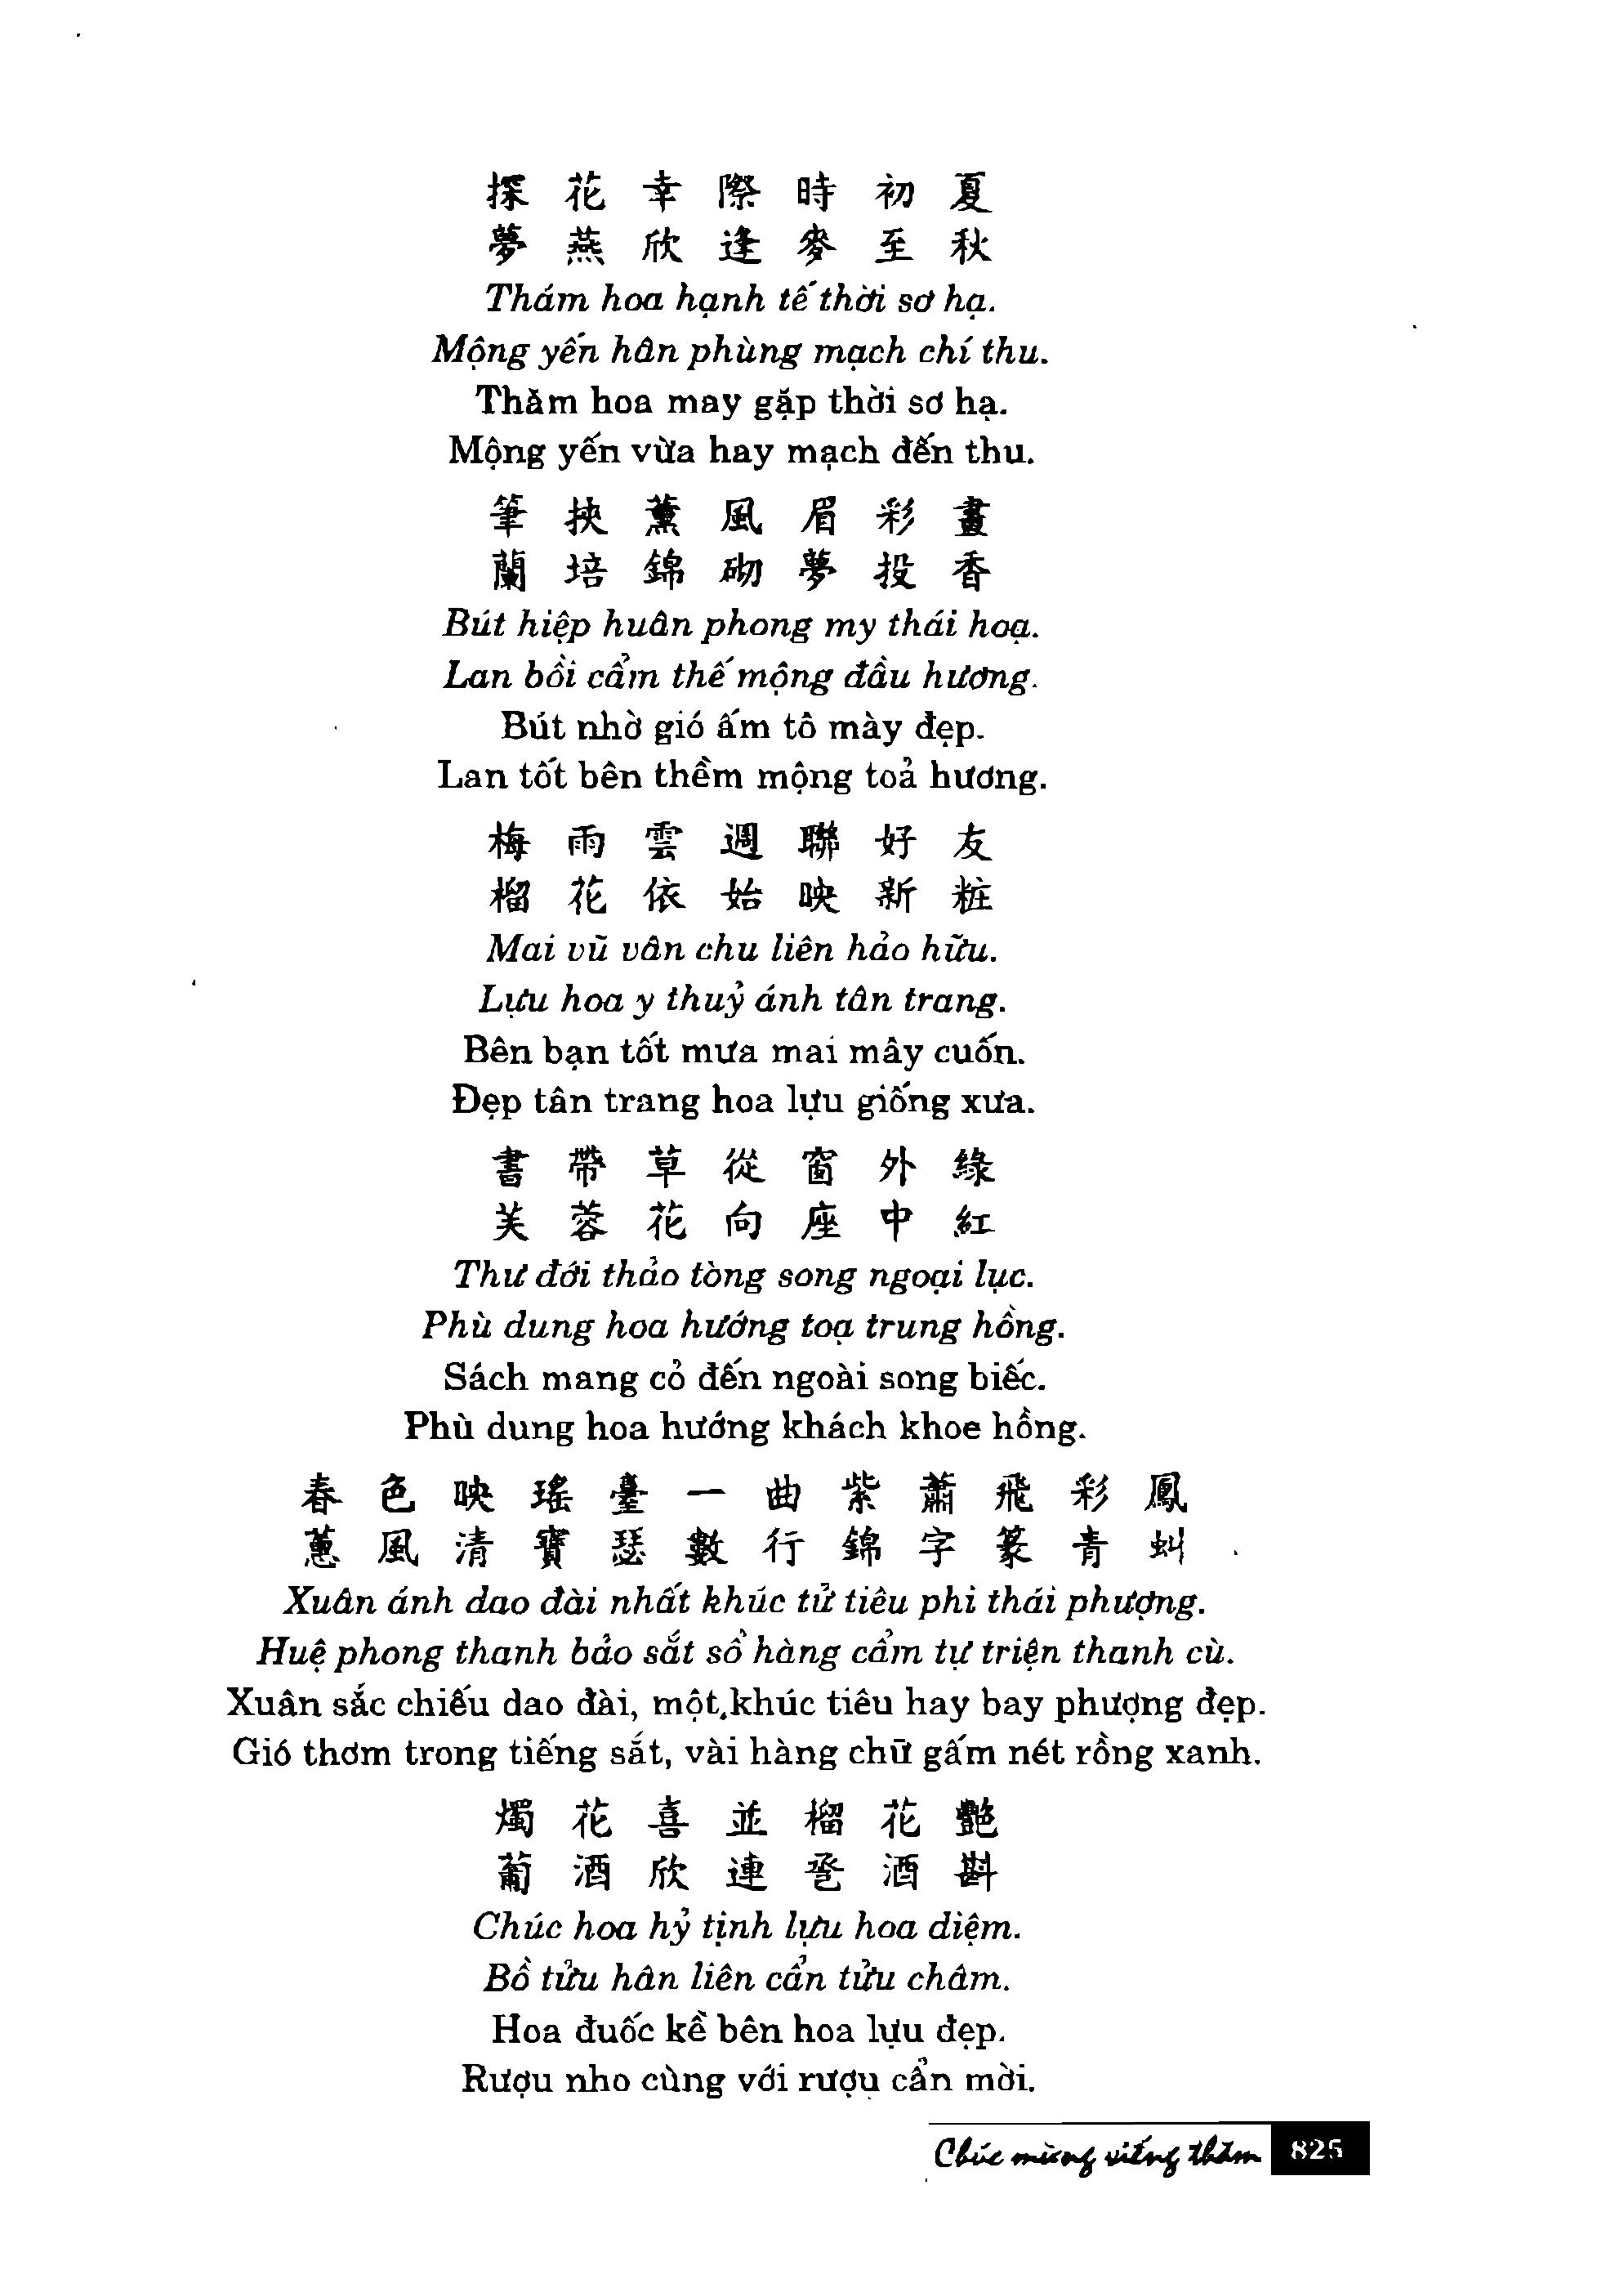 探花幸際時初夏
夢燕欣逢麥至秋
Thám hoa hạnh tế thời sơ hạ.
Mộng yến hân phùng mạch chí thu.
Thăm hoa may gặp thời sơ hạ.
Mộng yến vừa hay mạch đến thu.
筆挾薰風眉彩畫
蘭培錦砌夢投香
Bút hiệp huân phong my thái hoạ.
Lan bồi cẩm thế mộng đầu hương.
Bút nhờ gió ấm tô mày đẹp.
Lan tốt bên thềm mộng toả hương.
梅雨雲週聯好友
榴花依始映新粧
Mai vũ vân chu liên hảo hữu.
Lựu hoa y thuỷ ánh tân trang.
Bên bạn tốt mưa mai mây cuốn.
Đẹp tân trang hoa lựu giống xưa.
書帶草從窗外綠
芙蓉花向座中紅
Thư đới thảo tòng song ngoại lục.
Phù dung hoa hướng toạ trung hồng.
Sách mang cỏ đến ngoài song biếc.
Phù dung hoa hướng khách khoe hồng.
春色映瑤臺一曲紫蕭飛彩鳳
蕙風清寶瑟數行錦字篆青虯
Xuân ánh dao đài nhất khúc tử tiêu phi thái phượng.
Huệ phong thanh bảo sắt sổ hàng cẩm tự triện thanh cù.
Xuân sắc chiếu dao đài, một khúc tiêu hay bay phượng đẹp.
Gió thơm trong tiếng sắt, vài hàng chữ gấm nét rồng xanh.
燭花喜並榴花艷
葡酒欣連卺酒斟
Chúc hoa hỷ tịnh lựu hoa diệm.
Bồ tửu hân liên cẩn tửu châm.
Hoa đuốc kề bên hoa lựu đẹp.
Rượu nho cùng với rượu cẩn mời.
Chúc mừng viếng thăm 825